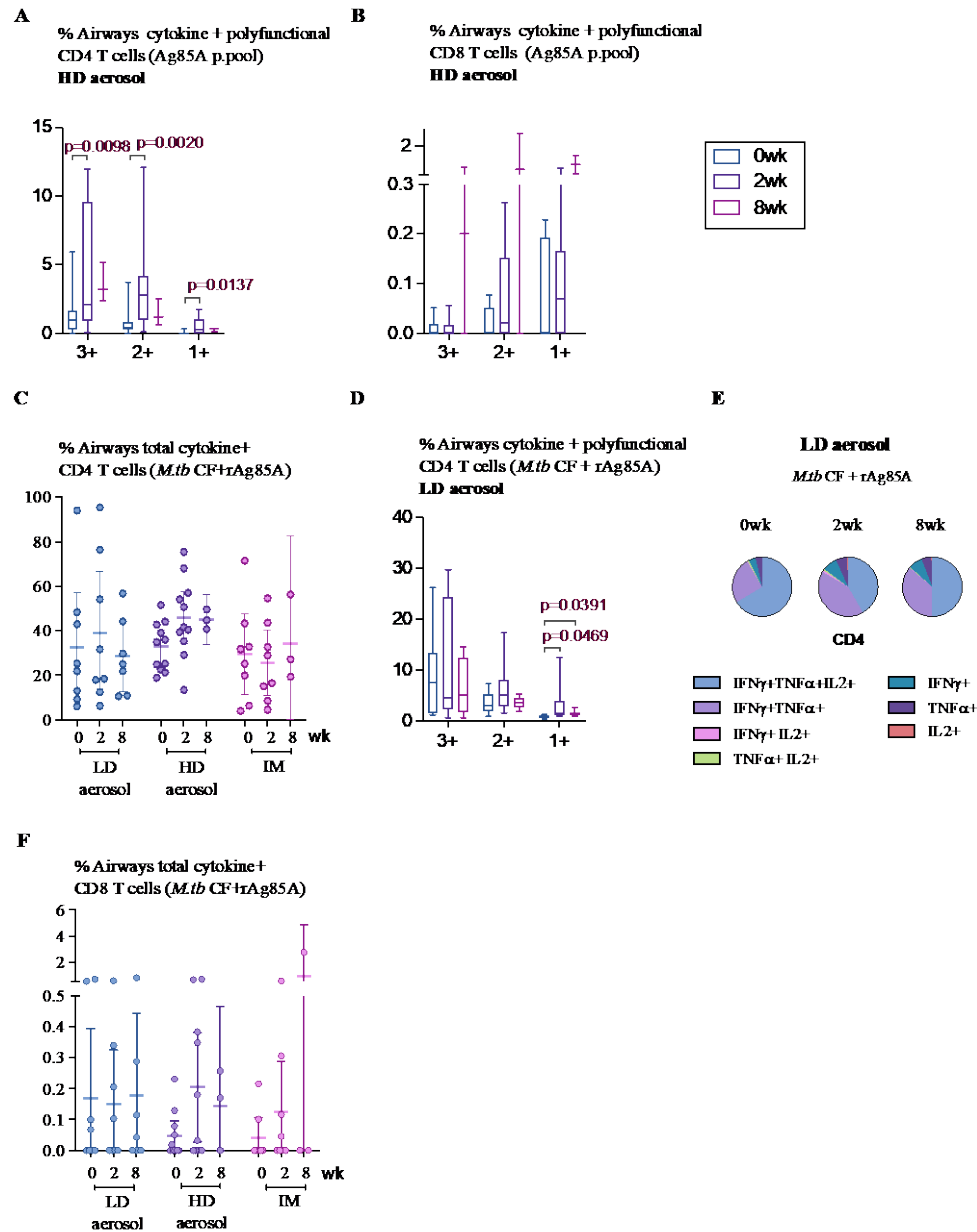 A
% Airways cytokine + polyfunctional
CD4 T cells (Ag85A p.pool)
HD aerosol
15
10
5
0
p=0.0098
p=0.0020
p=0.0137
3+
2+
1+
B
% Airways cytokine + polyfunctional
CD8 T cells (Ag85A p.pool)
HD aerosol
2
0.3
0.2
0.1
0.0
3+
2+
1+
0wk
2wk
8wk
C
% Airways total cytokine+
CD4 T cells (M.tb CF+rAg85A)
100
80
60
40
20
0
0 2 8 0 2 8 0 2 8 wk
LD HD IM
aerosol aerosol
D
% Airways cytokine + polyfunctional
CD4 T cells (M.tb CF + rAg85A)
LD aerosol
40
30
20
10
0
p=0.0391
p=0.0469
3+
2+
1+
E
LD aerosol
M.tb CF + rAg85A
0wk 2wk 8wk
CD4
IFNγ+TNFα+IL2+
IFNγ+TNFα+
IFNγ+ IL2+
TNFα+ IL2+
IFNγ+
TNFα+
IL2+
F
% Airways total cytokine+
CD8 T cells (M.tb CF+rAg85A)
6
4
2
0.5
0.4
0.3
0.2
0.1
0.0
0 2 8 0 2 8 0 2 8 wk
LD HD IM
aerosol aerosol